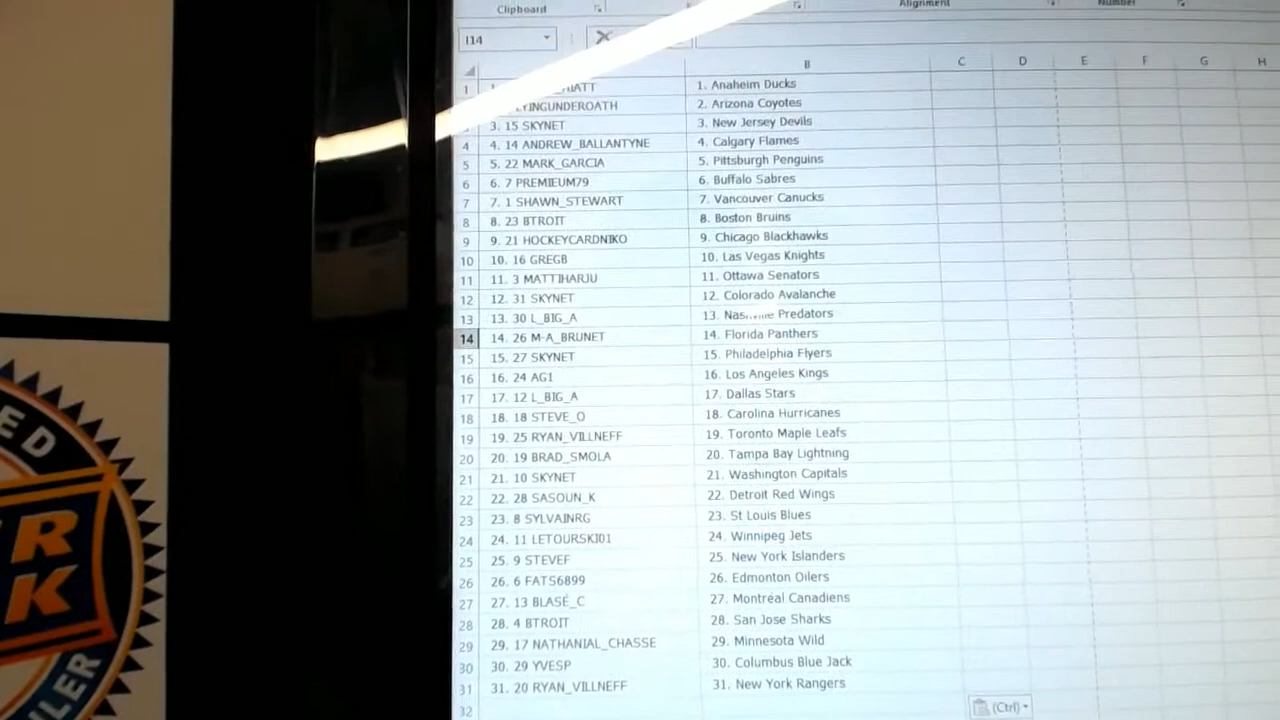 Clipboard Alignment Number
I14
B C D E F G H
1 1. Anaheim Ducks
2. Arizona Coyotes
3 3. 15 SKYNET 3. New Jersey Devils
4 4. 14 ANDREW_BALLANTYNE 4. Calgary Flames
5 5. 22 MARK_GARCIA 5. Pittsburgh Penguins
6 6. 7 PREMIEUM79 6. Buffalo Sabres
7 7. 1 SHAWN_STEWART 7. Vancouver Canucks
8 8. 23 BTROIT 8. Boston Bruins
9 9. 21 HOCKEYCARDNIKO 9. Chicago Blackhawks
10 10. 16 GREGB 10. Las Vegas Knights
11 11. 3 MATTIHARJU 11. Ottawa Senators
12 12. 31 SKYNET 12. Colorado Avalanche
13 13. 30 L_BIG_A 13. Predators
14 14. 26 M-A_BRUNET 14. Florida Panthers
15 15. 27 SKYNET 15. Philadelphia Flyers
16 16. 24 AG1 16. Los Angeles Kings
17 17. 12 L_BIG_A 17. Dallas Stars
18 18. 18 STEVE_O 18. Carolina Hurricanes
19 19. 25 RYAN_VILLNEFF 19. Toronto Maple Leafs
20 20. 19 BRAD_SMOLA 20. Tampa Bay Lightning
21 21. 10 SKYNET 21. Washington Capitals
22 22. 28 SASOUN_K 22. Detroit Red Wings
23 23. 8 SYLVAINRG 23. St Louis Blues
24 24. 11 LETOURSKI01 24. Winnipeg Jets
25 25. 9 STEVEF 25. New York Islanders
26 26. 6 FATS6899 26. Edmonton Oilers
27 27. 13 BLASE_C 27. Montreal Canadiens
28 28. 4 BTROIT 28. San Jose Sharks
29 29. 17 NATHANIAL_CHASSE 29. Minnesota Wild
30 30. 29 YVESP 30. Columbus Blue Jack
31 31. 20 RYAN_VILLNEFF 31. New York Rangers
32
(Ctrl)